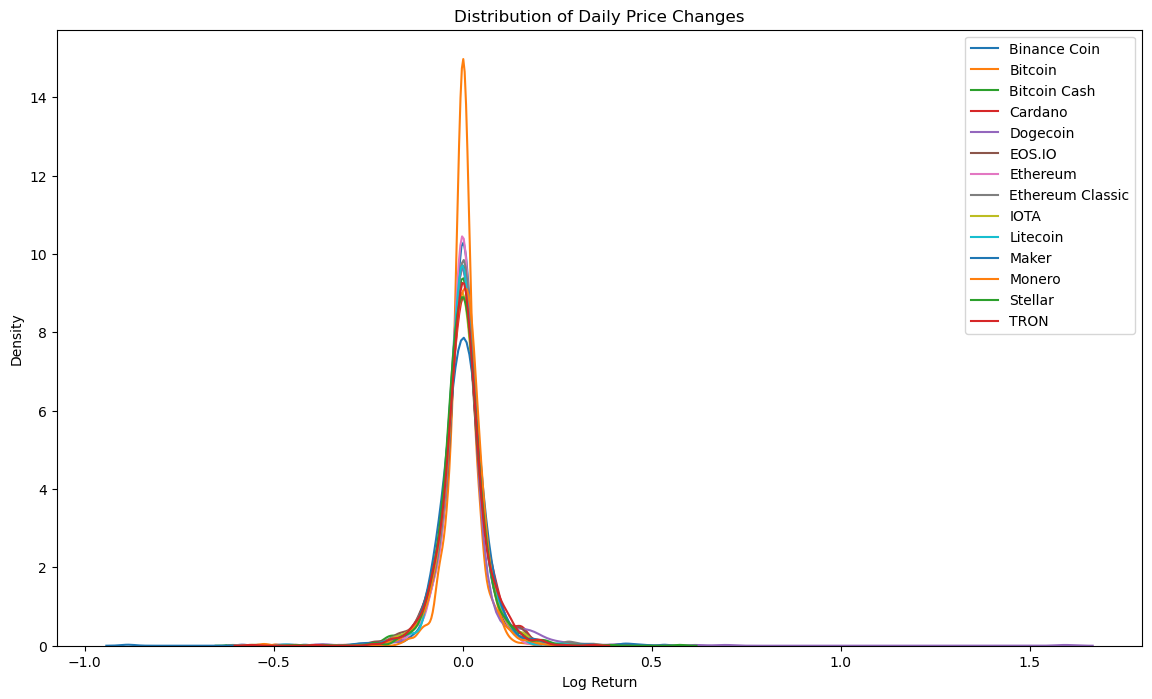 Distribution of Daily Price Changes
Binance Coin
Bitcoin
Bitcoin Cash
Cardano
Dogecoin
EOS.IO
Ethereum
Ethereum Classic
IOTA
Litecoin
Maker
Monero
Stellar
TRON
14
12
10
8
6
4
2
0
Density
−1.0
−0.5
0.0
0.5
1.0
1.5
Log Return